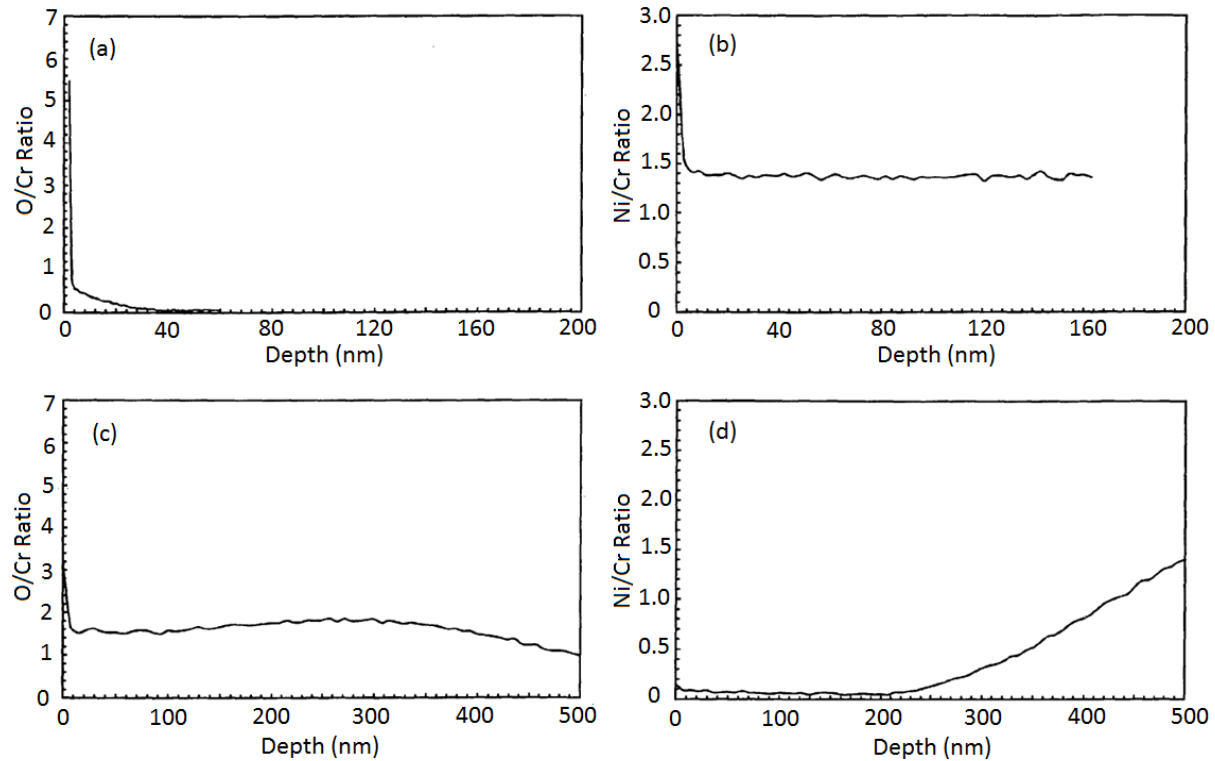 (a)
O/Cr Ratio
7
6
5
4
3
2
1
0
0 40 80 120 160 200
Depth (nm)
(b)
Ni/Cr Ratio
3.0
2.5
2.0
1.5
1.0
0.5
0
0 40 80 120 160 200
Depth (nm)
(c)
O/Cr Ratio
7
6
5
4
3
2
1
0
0 100 200 300 400 500
Depth (nm)
(d)
Ni/Cr Ratio
3.0
2.5
2.0
1.5
1.0
0.5
0
0 100 200 300 400 500
Depth (nm)